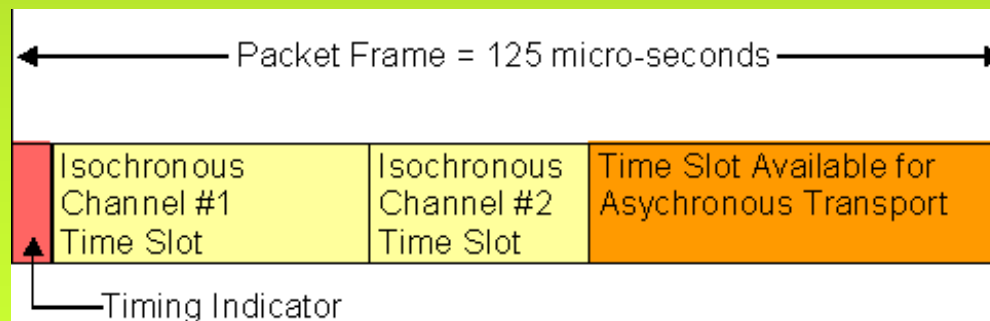 Packet Frame = 125 micro-seconds
Isochronous
Channel #1
Time Slot
Isochronous
Channel #2
Time Slot
Time Slot Available for
Asychronous Transport
Timing Indicator